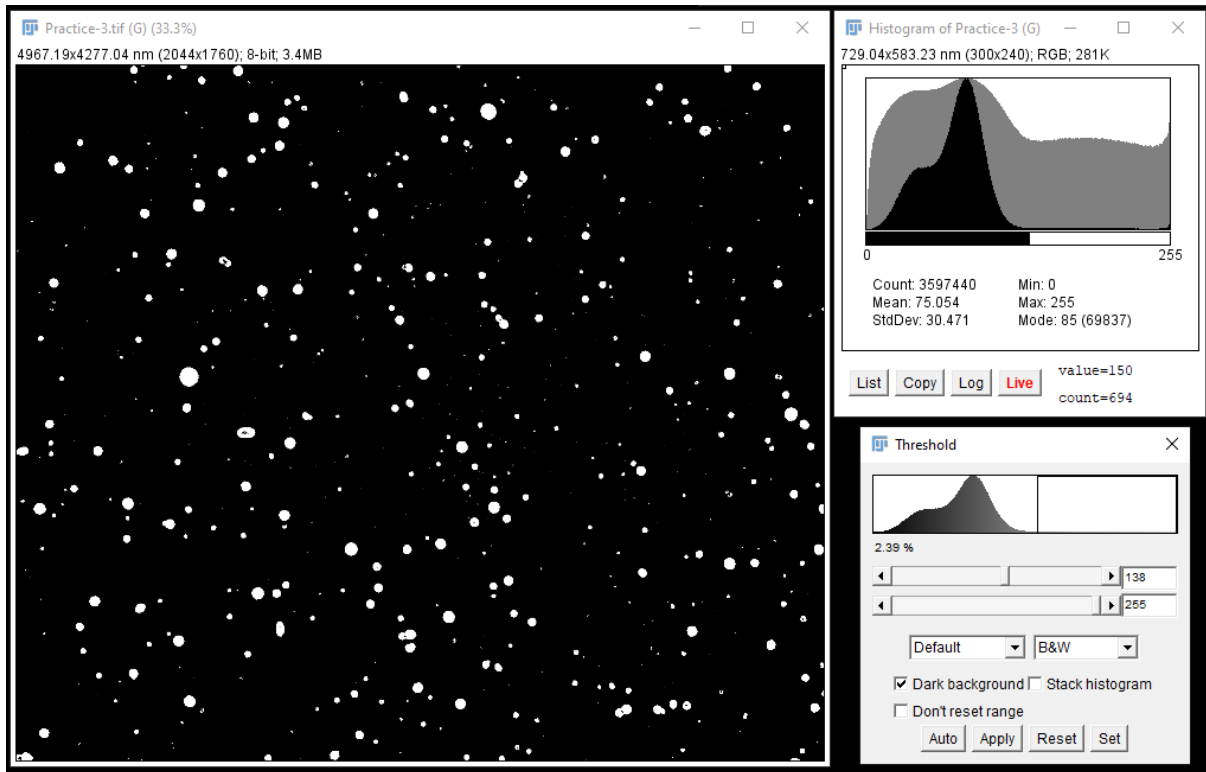 Practice-3.tif (G) (33.3%)
4967.19x4277.04 nm (2044x1760); 8-bit; 3.4MB
Histogram of Practice-3 (G)
729.04x583.23 nm (300x240); RGB; 281K
0 255
Count: 3597440 Min: 0
Mean: 75.054 Max: 255
StdDev: 30.471 Mode: 85 (69837)
List Copy Log Live value=150
count=694
Threshold
2.39 %
138
255
Default B&W
Dark background Stack histogram
Don't reset range
Auto Apply Reset Set